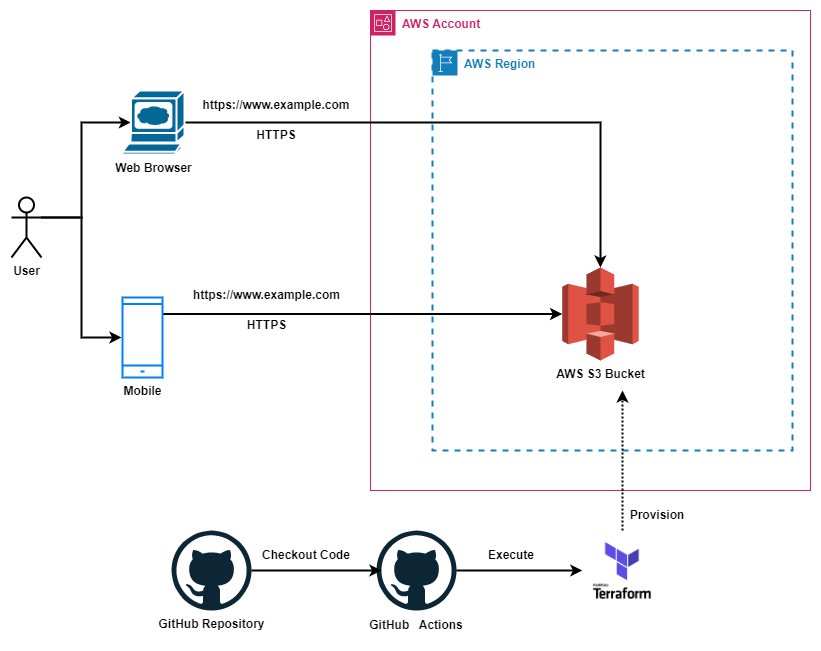 AWS Account
AWS Region
https://www.example.com
HTTPS
Web Browser
User
https://www.example.com
HTTPS
Mobile
AWS S3 Bucket
Provision
Checkout Code
Execute
HashiCorp
Terraform
GitHub Repository
GitHub Actions